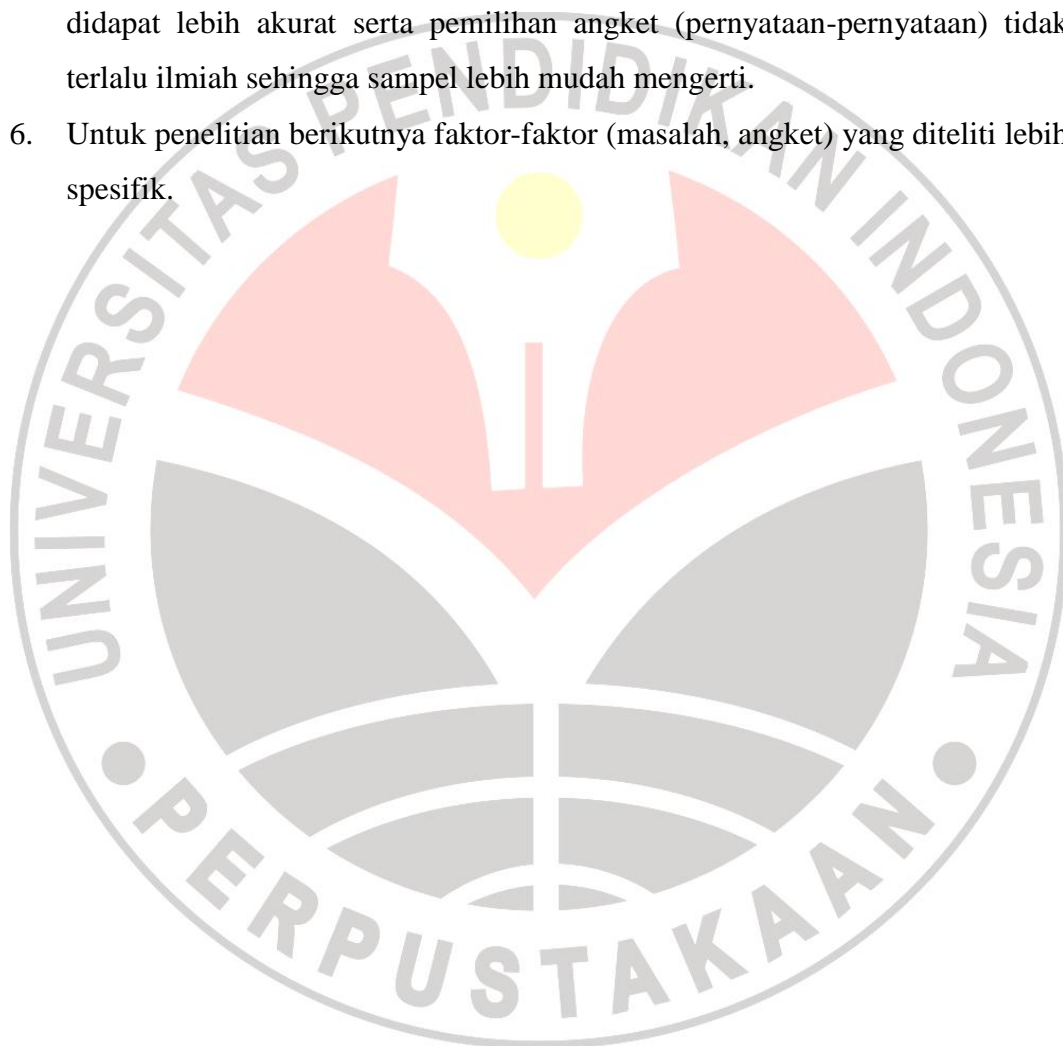 didapat lebih akurat serta pemilihan angket (pernyataan-pernyataan) tidak
terlalu ilmiah sehingga sampel lebih mudah mengerti.
6. Untuk penelitian berikutnya faktor-faktor (masalah, angket) yang diteliti lebih
spesifik.
UNIVERSITAS PENDIDIKAN INDONESIA
PERPUSTAKAAN